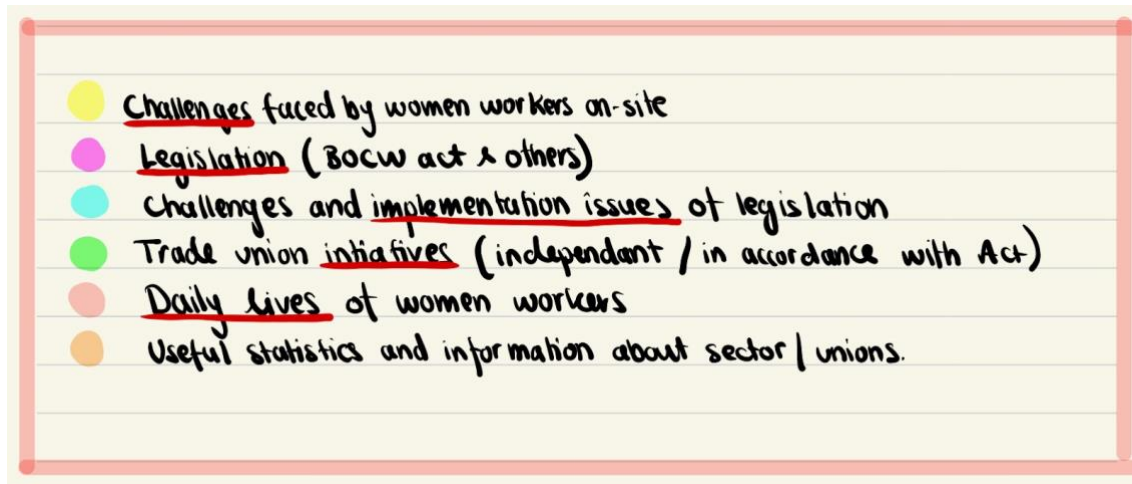 Challenges faced by women workers on-site
Legislation (BOCW act & others)
Challenges and implementation issues of legislation
Trade union intiatives (independant / in accordance with Act)
Daily lives of women workers
Useful statistics and information about sector / unions.